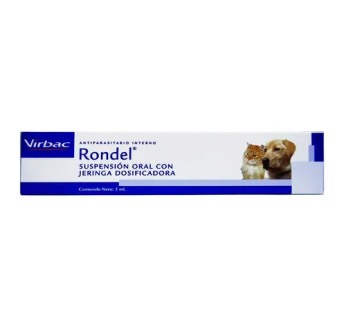 Virbac
ANTIPARASITARIO INTERNO
Rondel®
SUSPENSIÓN ORAL CON
JERINGA DOSIFICADORA
Contenido Neto: 5 mL